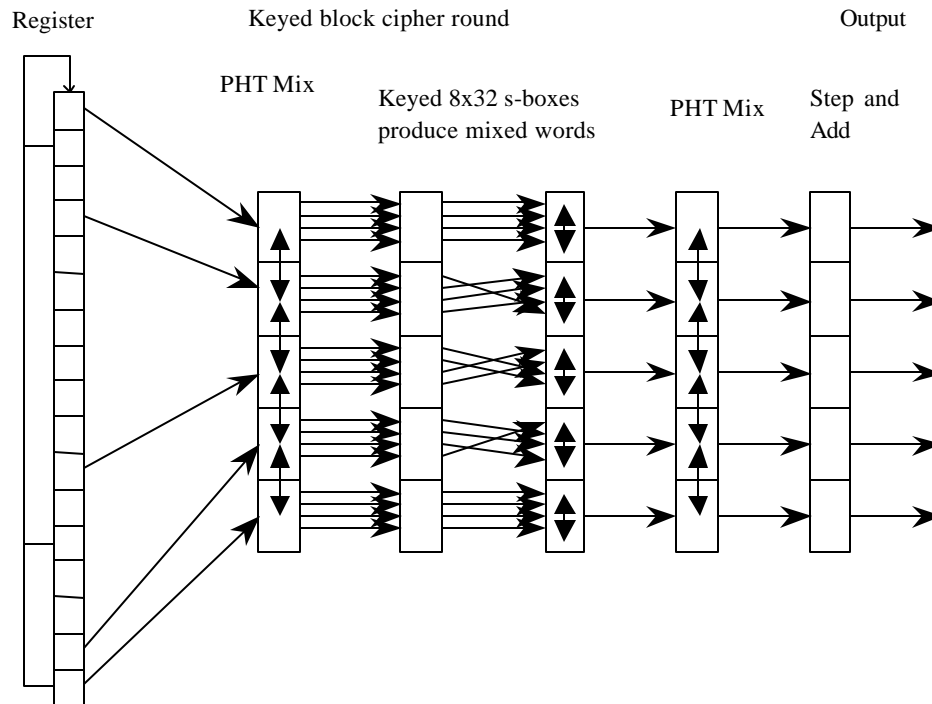 Register
Keyed block cipher round
Output
PHT Mix
Keyed 8x32 s-boxes
produce mixed words
PHT Mix
Step and
Add